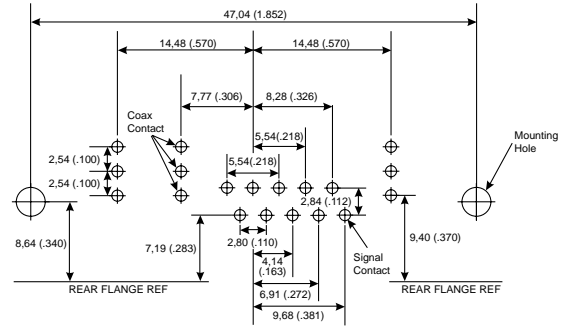 47,04 (1.852)
14,48 (.570)
14,48 (.570)
7,77 (.306)
8,28 (.326)
Coax
Contact
5,54(.218)
Mounting
Hole
2,54 (.100)
5,54(.218)
2,54 (.100)
2,84 (.112)
8,64 (.340)
7,19 (.283)
2,80 (.110)
9,40 (.370)
4,14
(.163)
Signal
Contact
6,91 (.272)
REAR FLANGE REF
REAR FLANGE REF
9,68 (.381)